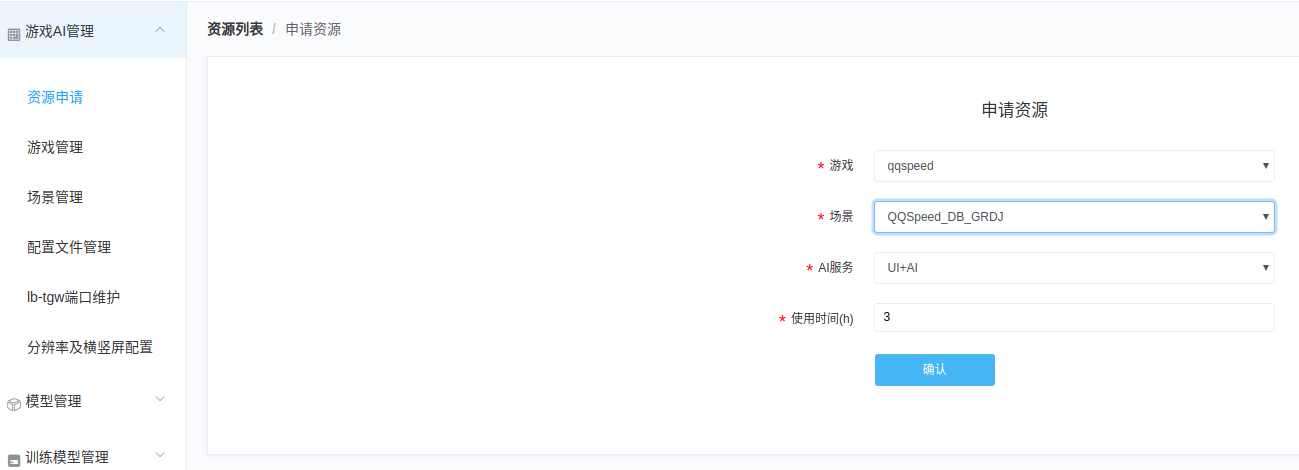 游戏AI管理
资源申请
游戏管理
场景管理
配置文件管理
lb-tgw端口维护
分辨率及横竖屏配置
模型管理
训练模型管理
资源列表 / 申请资源
申请资源
* 游戏 qqspeed
* 场景 QQSpeed_DB_GRDJ
* AI服务 UI+AI
* 使用时间(h) 3
确认